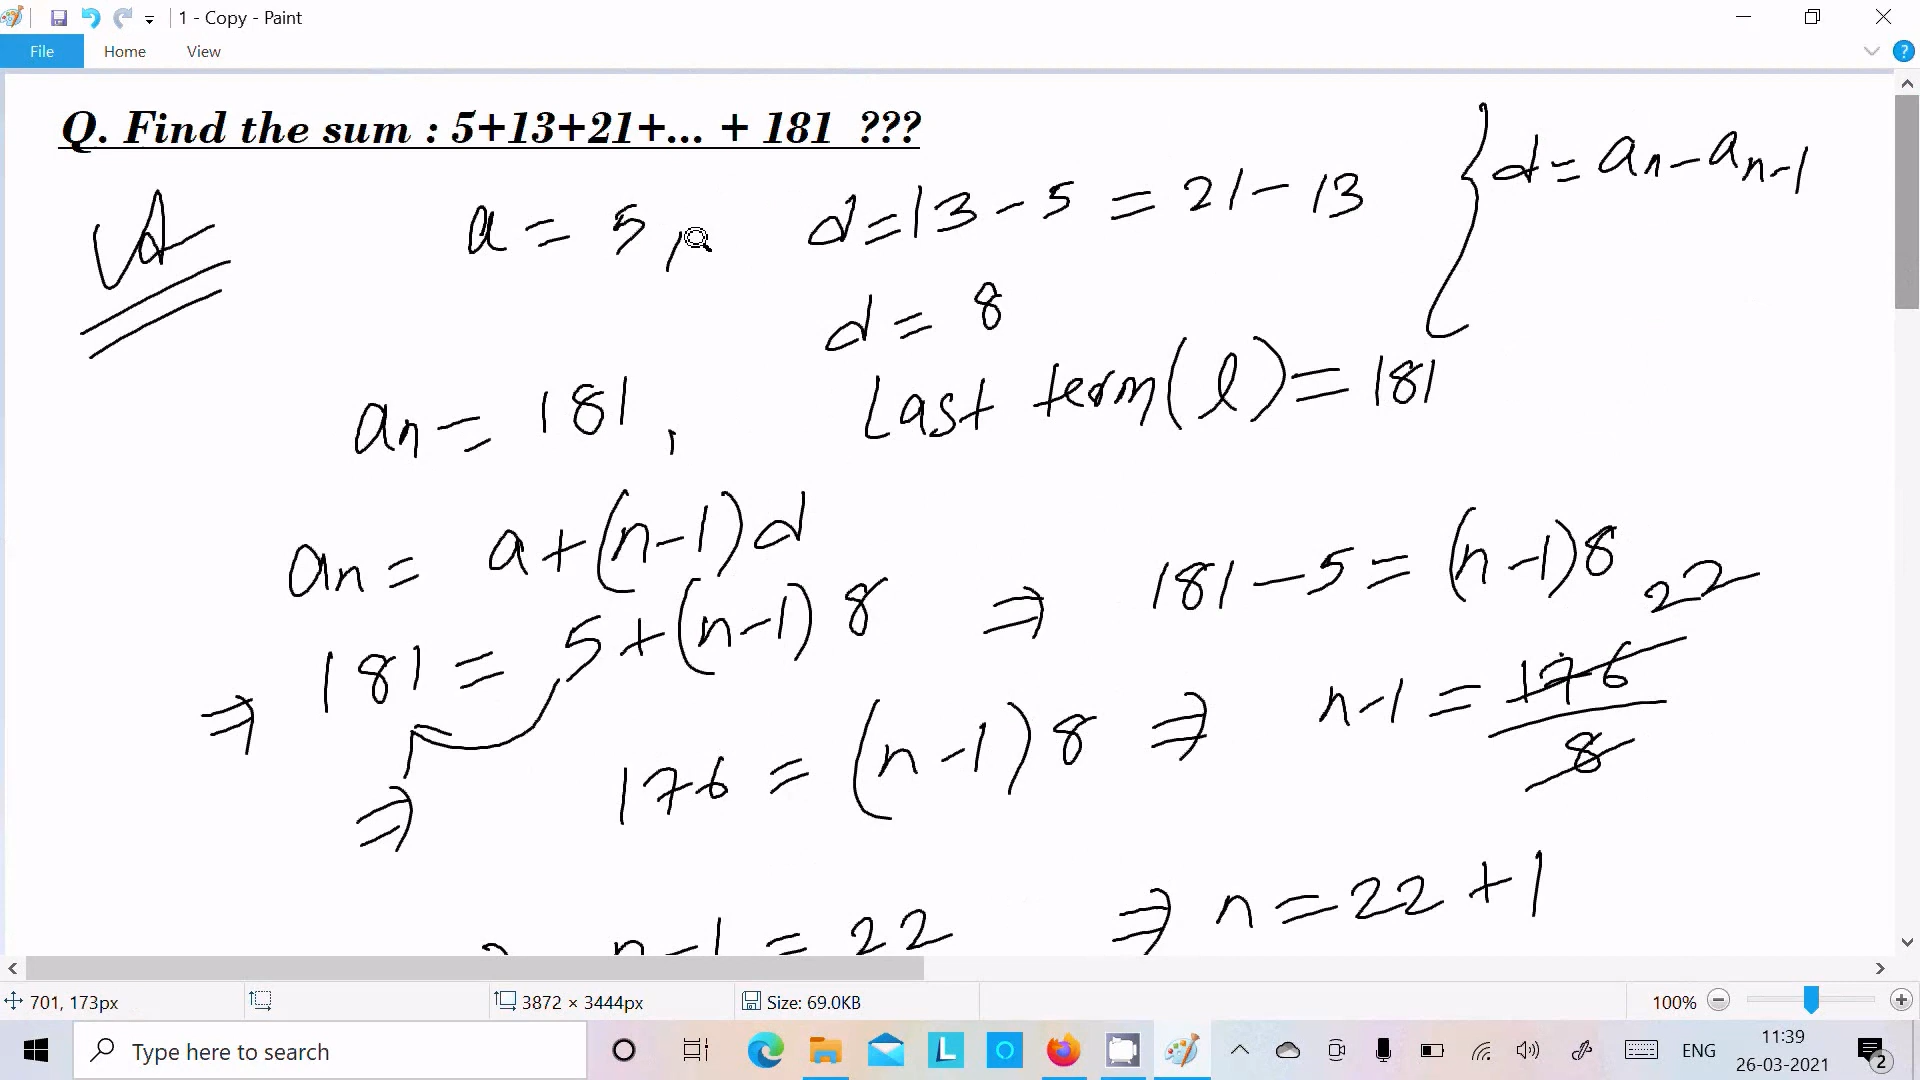 1 - Copy - Paint
File Home View
Q. Find the sum : 5+13+21+... + 181 ???
a = 5, d = 13 - 5 = 21 - 13 { d = an - an-1
d = 8
an = 181, Last term (l) = 181
an = a+(n-1)d
⇒ 181 = 5+(n-1)8 ⇒ 181 - 5 = (n-1)8
⇒ 176 = (n-1)8 ⇒ n-1 = 176/8 22
n-1 = 22 ⇒ n = 22 + 1
701, 173px 3872 × 3444px Size: 69.0KB 100%
Type here to search ENG 11:39
26-03-2021 2